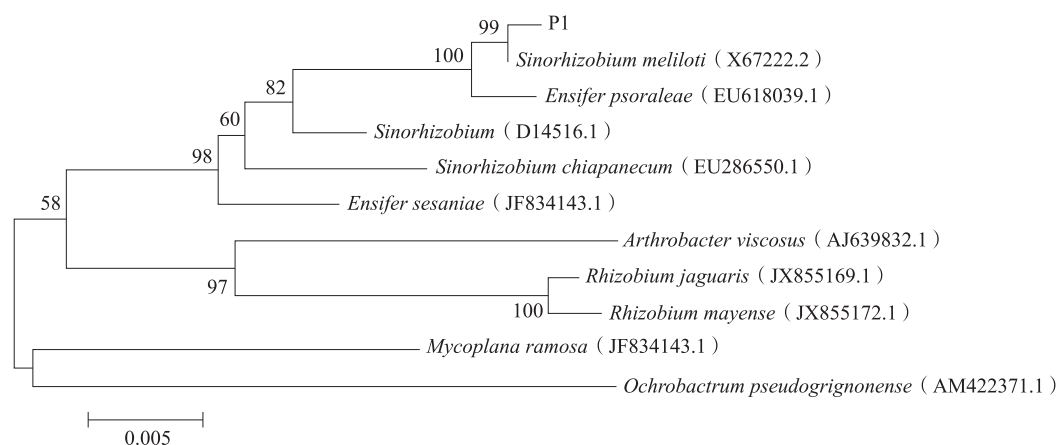 99
P1
100
Sinorhizobium meliloti（X67222.2）
82
Ensifer psoraleae（EU618039.1）
60
Sinorhizobium（D14516.1）
98
Sinorhizobium chiapanecum（EU286550.1）
58
Ensifer sesaniae（JF834143.1）
Arthrobacter viscosus（AJ639832.1）
97
Rhizobium jaguaris（JX855169.1）
100
Rhizobium mayense（JX855172.1）
Mycoplana ramosa（JF834143.1）
Ochrobactrum pseudogrignonense（AM422371.1）
0.005